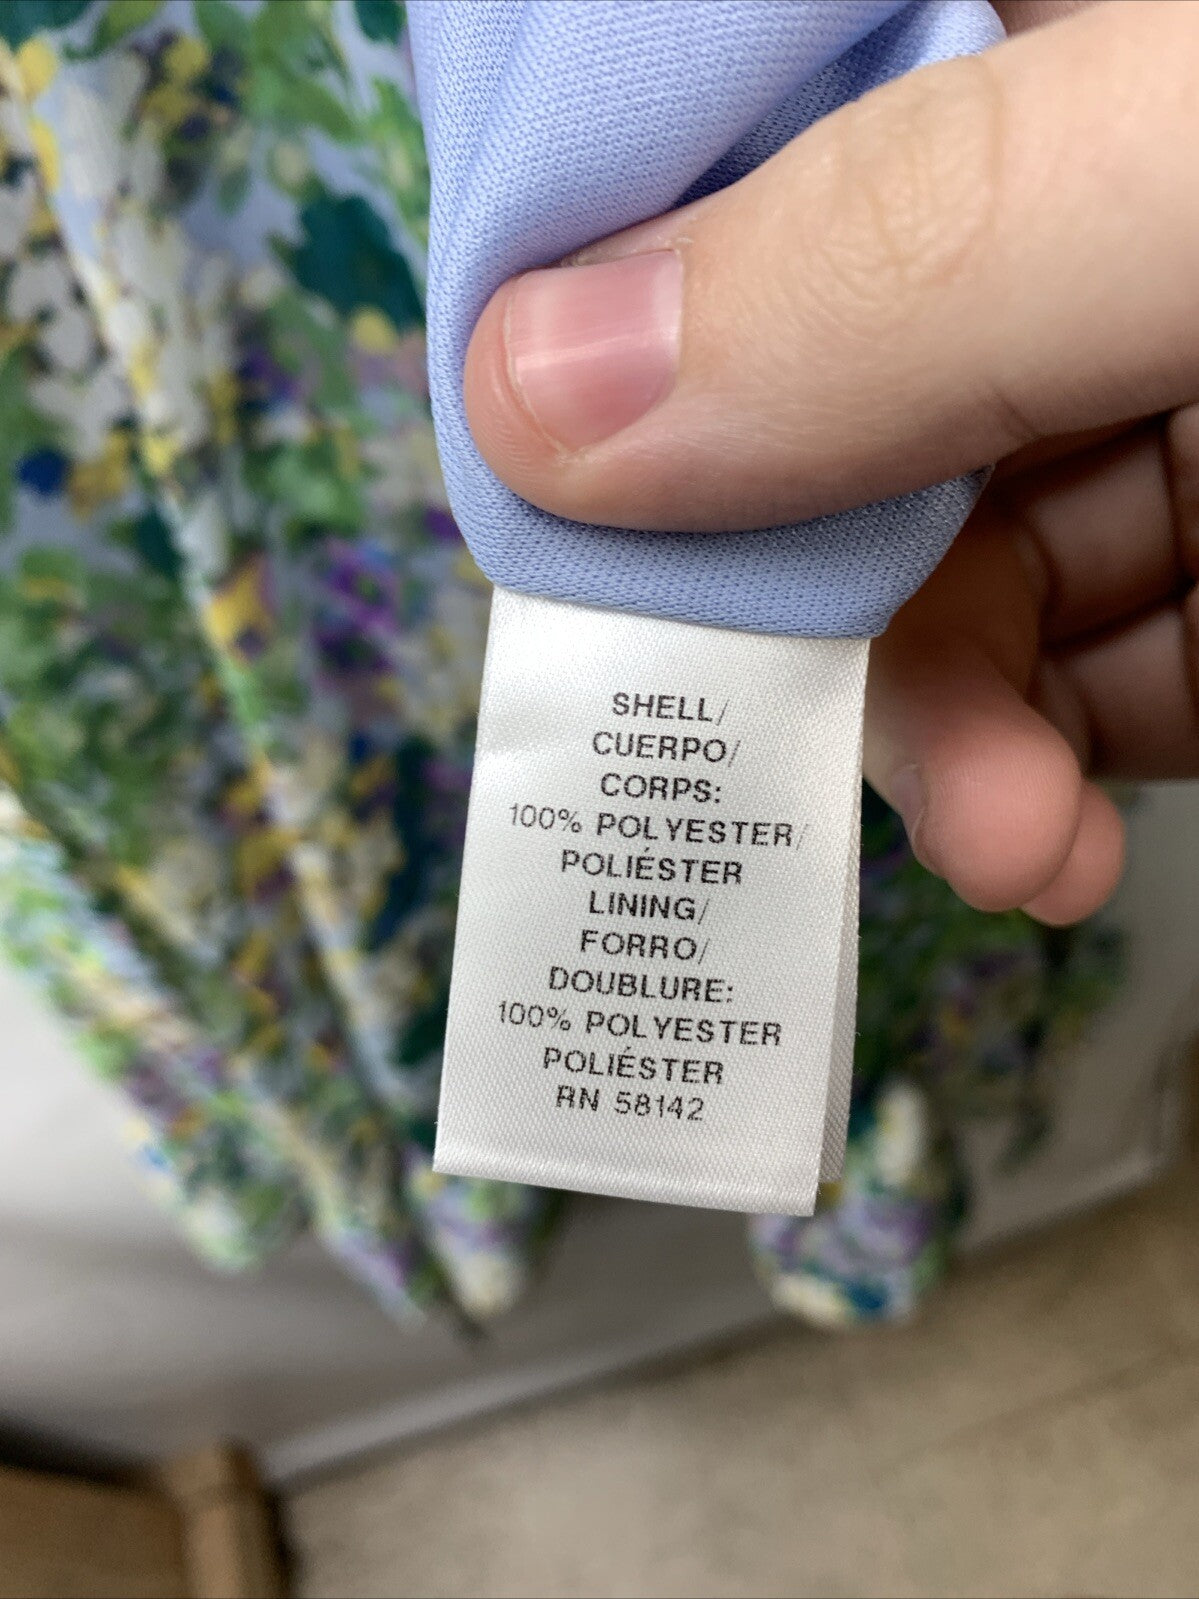 SHELL/
CUERPO/
CORPS:
100% POLYESTER/
POLIÉSTER
LINING/
FORRO/
DOUBLURE:
100% POLYESTER
POLIÉSTER
RN 58142